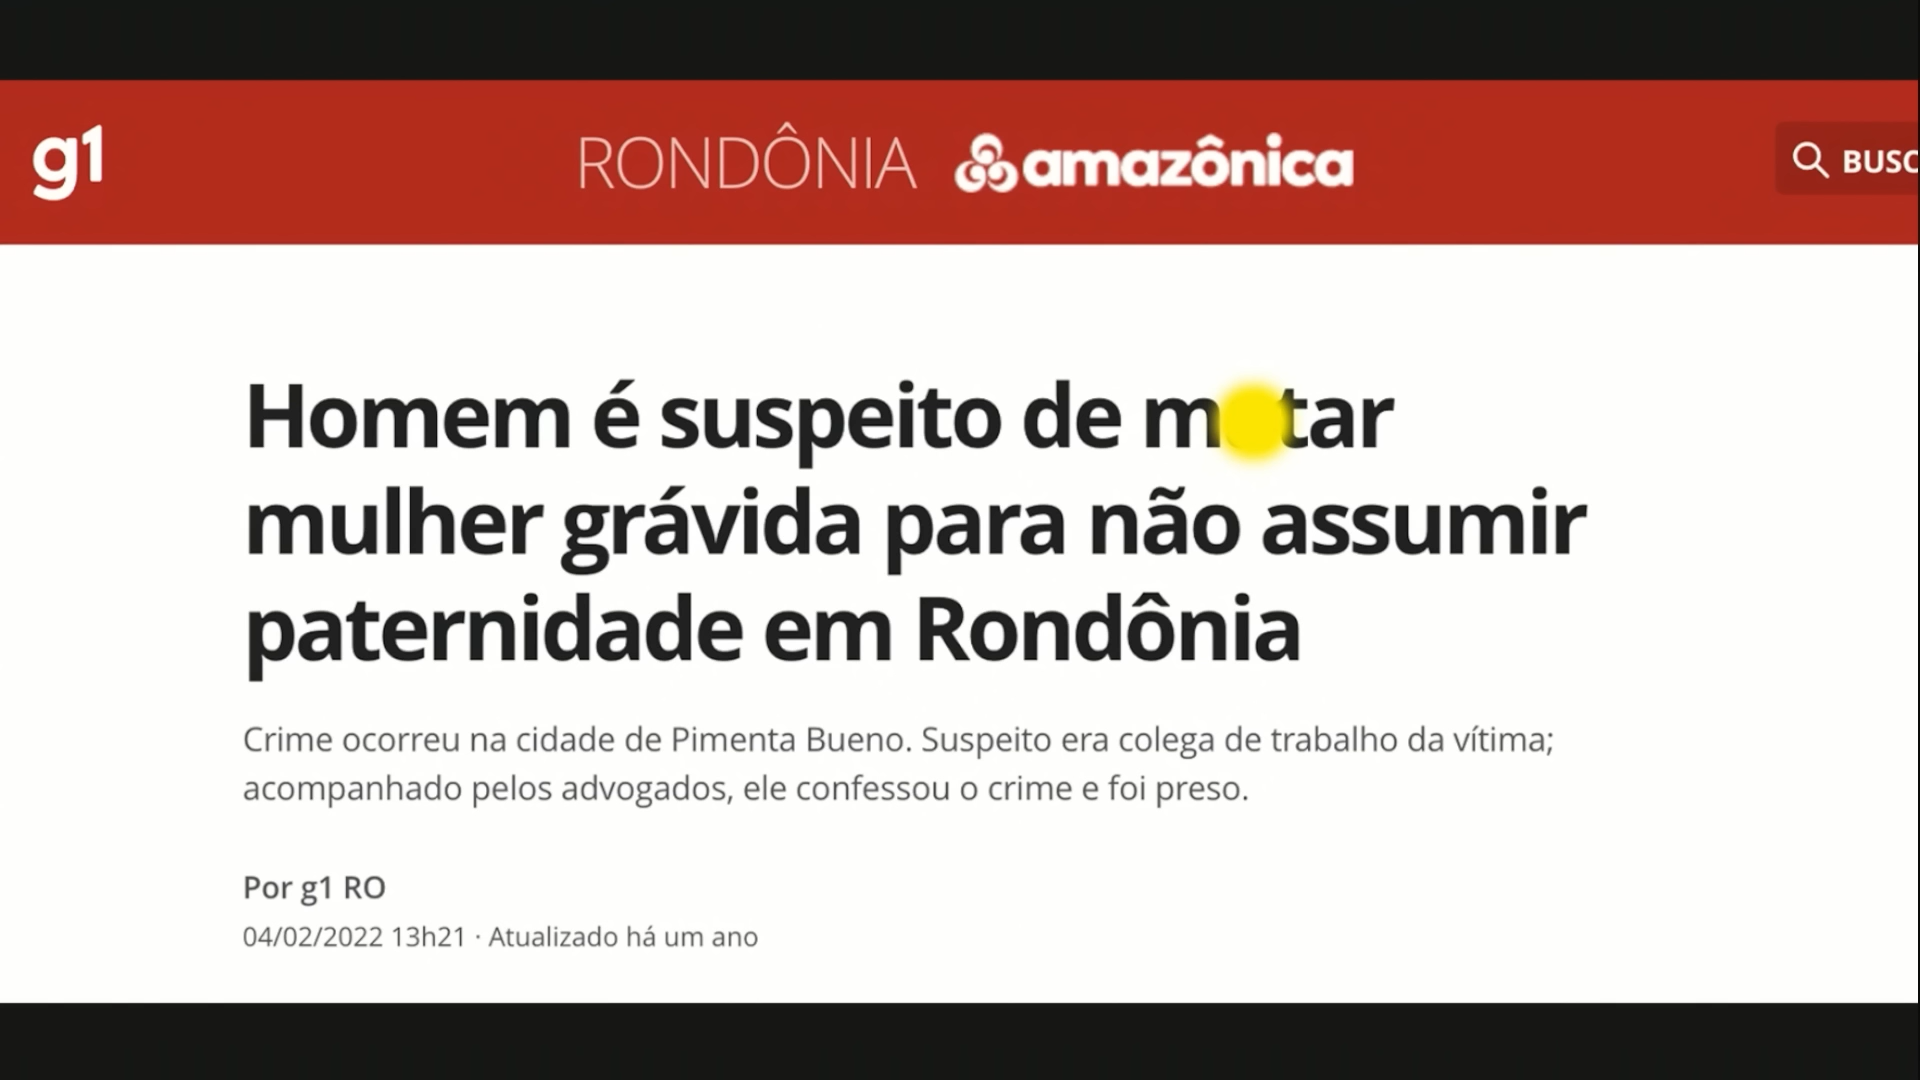 g1 RONDÔNIA amazônica BUSC
Homem é suspeito de m tar
mulher grávida para não assumir
paternidade em Rondônia
Crime ocorreu na cidade de Pimenta Bueno. Suspeito era colega de trabalho da vítima;
acompanhado pelos advogados, ele confessou o crime e foi preso.
Por g1 RO
04/02/2022 13h21 · Atualizado há um ano